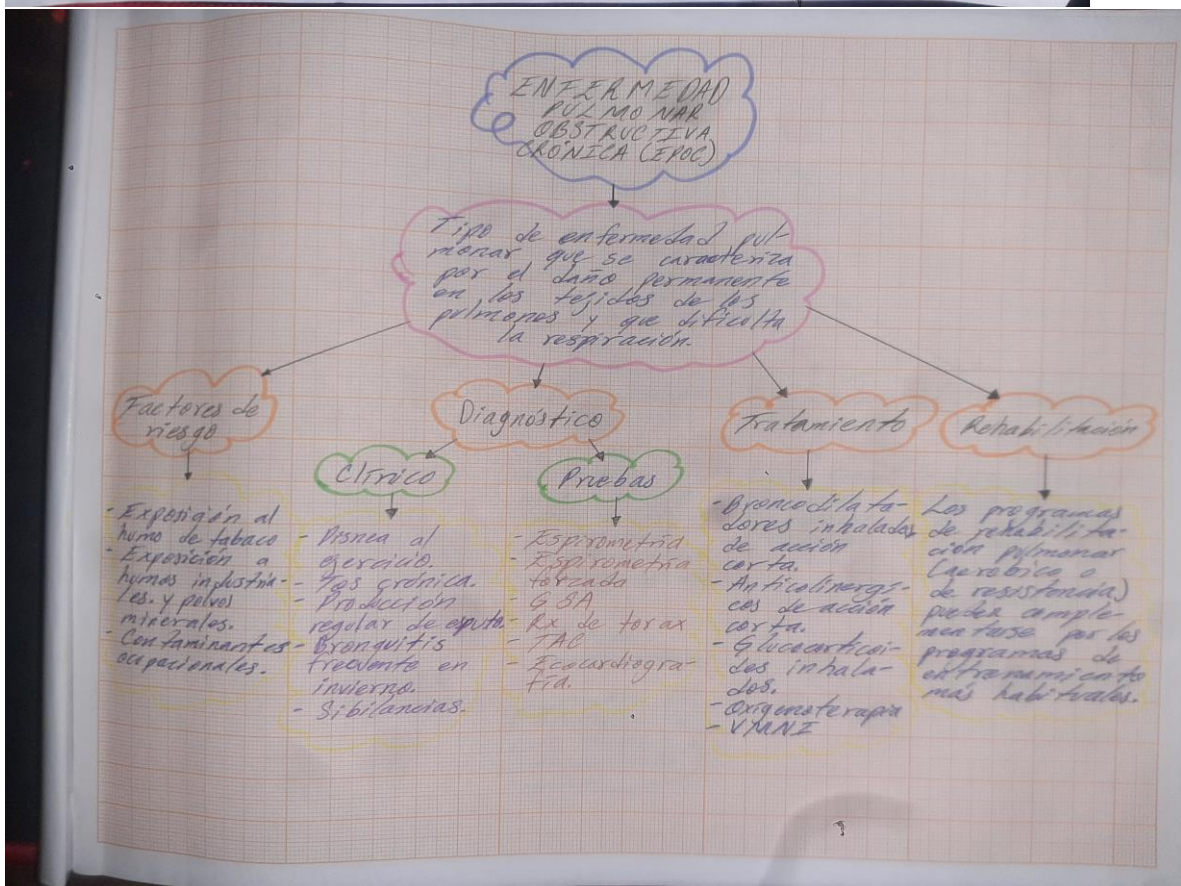 ENFERMEDAD
PULMONAR
OBSTRUCTIVA
CRÓNICA (EPOC)
Tipo de enfermedad pul-
monar que se caracteriza
por el daño permanente
en los tejidos de los
pulmones y que dificulta
la respiración.
Factores de
riesgo
- Exposición al
humo de tabaco
- Exposición a
humos industria-
les. y polvos
minerales.
- Contaminantes
ocupacionales.
Diagnóstico
Clínico
- Disnea al
ejercicio.
- Tos crónica.
- Producción
regular de esputo.
- Bronquitis
frecuente en
invierno.
- Sibilancias.
Pruebas
- Espirometría
- Espirometría
forzada
- GSA
- Rx de torax
- TAC
- Ecocardiogra-
fía.
Tratamiento
- Broncodilata-
dores inhalados
de acción
corta.
- Anticolinergi-
cos de acción
corta.
- Glucocorticoi-
des inhala-
dos.
- Oxigenoterapia
- VMNI
Rehabilitación
Los programas
de rehabilita-
ción pulmonar
(aeróbico o
de resistencia)
puedez comple-
mentarse por los
programas de
entrenamiento
más habituales.